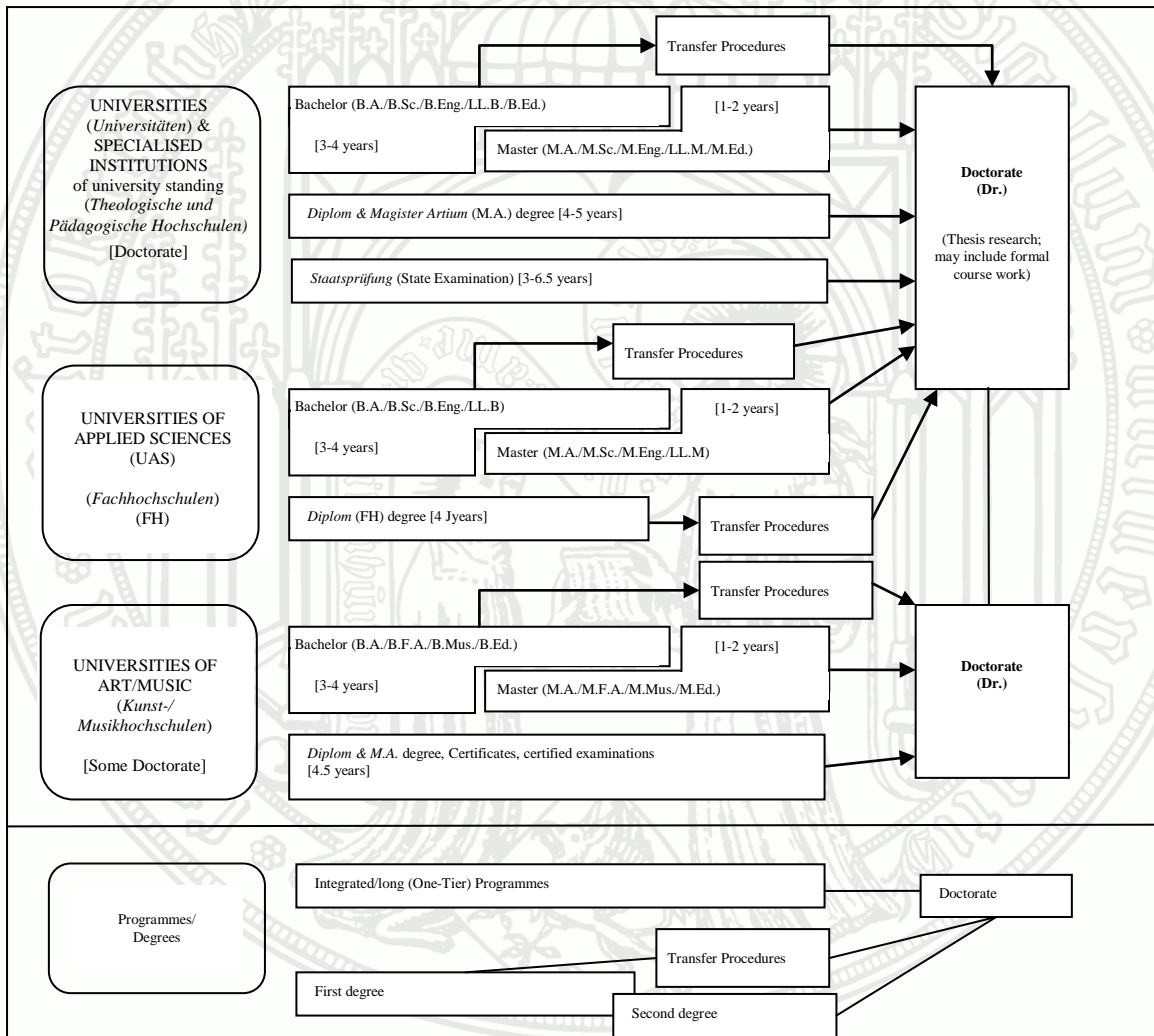 Transfer Procedures
UNIVERSITIES
(Universitäten) &
SPECIALISED
INSTITUTIONS
of university standing
(Theologische und
Pädagogische Hochschulen)
[Doctorate]
Bachelor (B.A./B.Sc./B.Eng./LL.B./B.Ed.)
[3-4 years]
[1-2 years]
Master (M.A./M.Sc./M.Eng./LL.M./M.Ed.)
Diplom & Magister Artium (M.A.) degree [4-5 years]
Staatsprüfung (State Examination) [3-6.5 years]
Doctorate
(Dr.)
(Thesis research;
may include formal
course work)
Transfer Procedures
UNIVERSITIES OF
APPLIED SCIENCES
(UAS)
(Fachhochschulen)
(FH)
Bachelor (B.A./B.Sc./B.Eng./LL.B)
[3-4 years]
[1-2 years]
Master (M.A./M.Sc./M.Eng./LL.M)
Diplom (FH) degree [4 Jyears]
Transfer Procedures
Transfer Procedures
UNIVERSITIES OF
ART/MUSIC
(Kunst-/
Musikhochschulen)
[Some Doctorate]
Bachelor (B.A./B.F.A./B.Mus./B.Ed.)
[3-4 years]
[1-2 years]
Master (M.A./M.F.A./M.Mus./M.Ed.)
Diplom & M.A. degree, Certificates, certified examinations
[4.5 years]
Doctorate
(Dr.)
Programmes/
Degrees
Integrated/long (One-Tier) Programmes
Doctorate
Transfer Procedures
First degree
Second degree